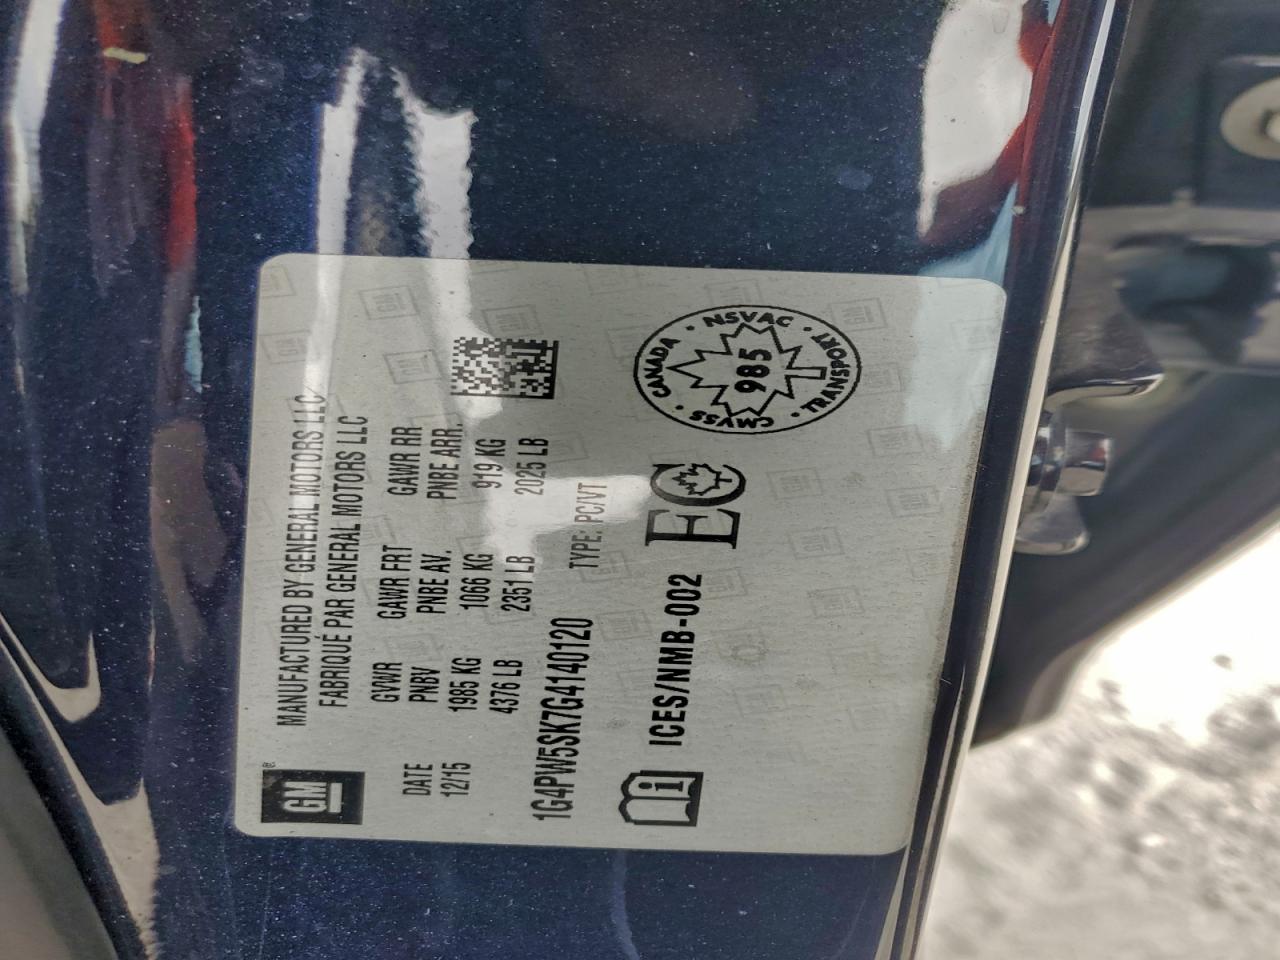 GM®
MANUFACTURED BY GENERAL MOTORS LLC
FABRIQUÉ PAR GENERAL MOTORS LLC
DATE
12/15
GVWR GAWR FRT GAWR RR
PNBV PNBE AV. PNBE ARR.
1985 KG 1066 KG 919 KG
4376 LB 2351 LB 2025 LB
1G4PW5SK7G4140120 TYPE: PC/VT
i ICES/NMB-002 EC
CANADA · NSVAC · TRANSPORT · CMVSS ·
985